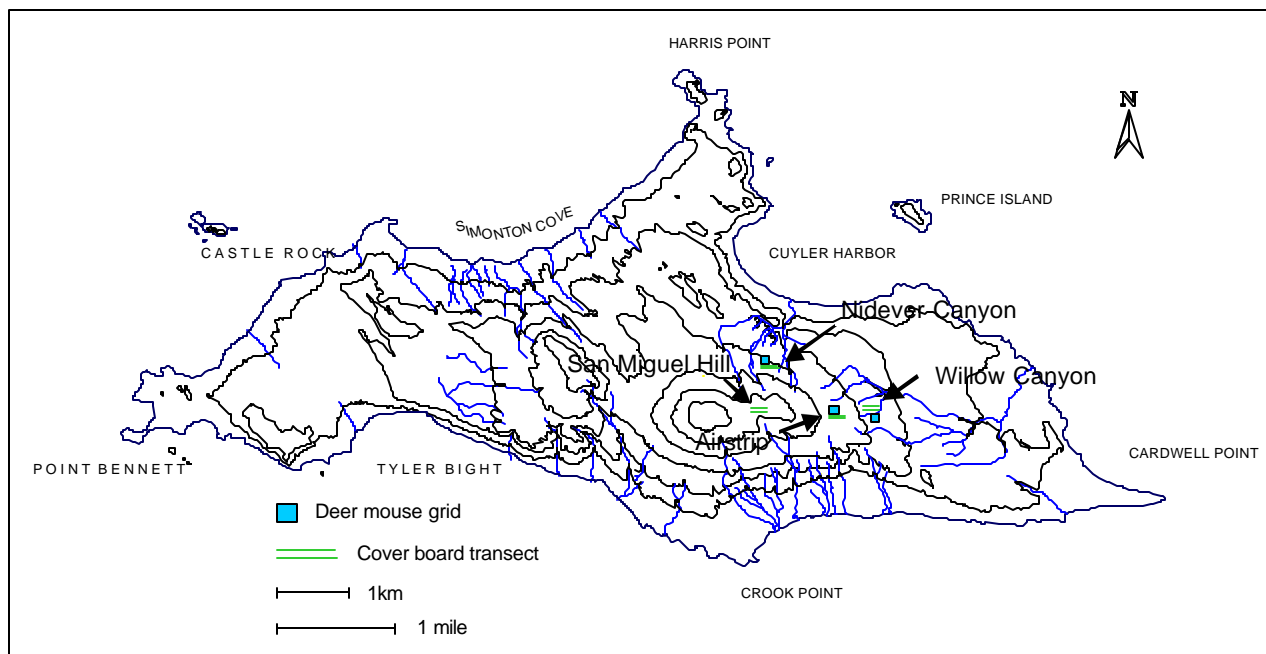 HARRIS POINT
N
PRINCE ISLAND
SIMONTON COVE
CASTLE ROCK
CUYLER HARBOR
Nidever Canyon
San Miguel Hill
Willow Canyon
Airstrip
CARDWELL POINT
POINT BENNETT
TYLER BIGHT
Deer mouse grid
Cover board transect
1km
CROOK POINT
1 mile